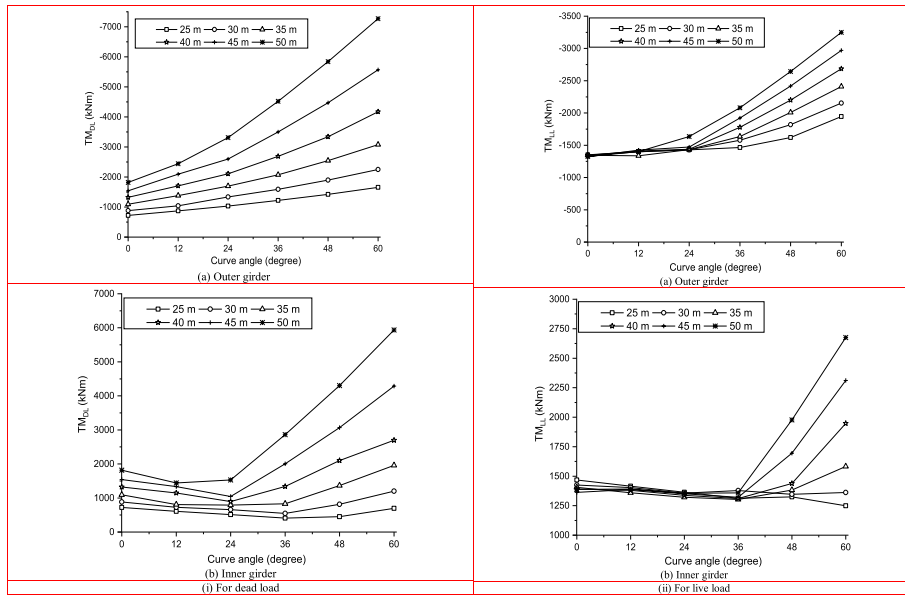 -7000
-6000
-5000
-4000
-3000
-2000
-1000
0
TM_DL (kNm)
25 m 30 m 35 m
40 m 45 m 50 m
0 12 24 36 48 60
Curve angle (degree)
(a) Outer girder
-3500
-3000
-2500
-2000
-1500
-1000
-500
0
TM_LL (kNm)
25 m 30 m 35 m
40 m 45 m 50 m
0 12 24 36 48 60
Curve angle (degree)
(a) Outer girder
7000
6000
5000
4000
3000
2000
1000
0
TM_DL (kNm)
25 m 30 m 35 m
40 m 45 m 50 m
0 12 24 36 48 60
Curve angle (degree)
(b) Inner girder
(i) For dead load
3000
2750
2500
2250
2000
1750
1500
1250
1000
TM_LL (kNm)
25 m 30 m 35 m
40 m 45 m 50 m
0 12 24 36 48 60
Curve angle (degree)
(b) Inner girder
(ii) For live load